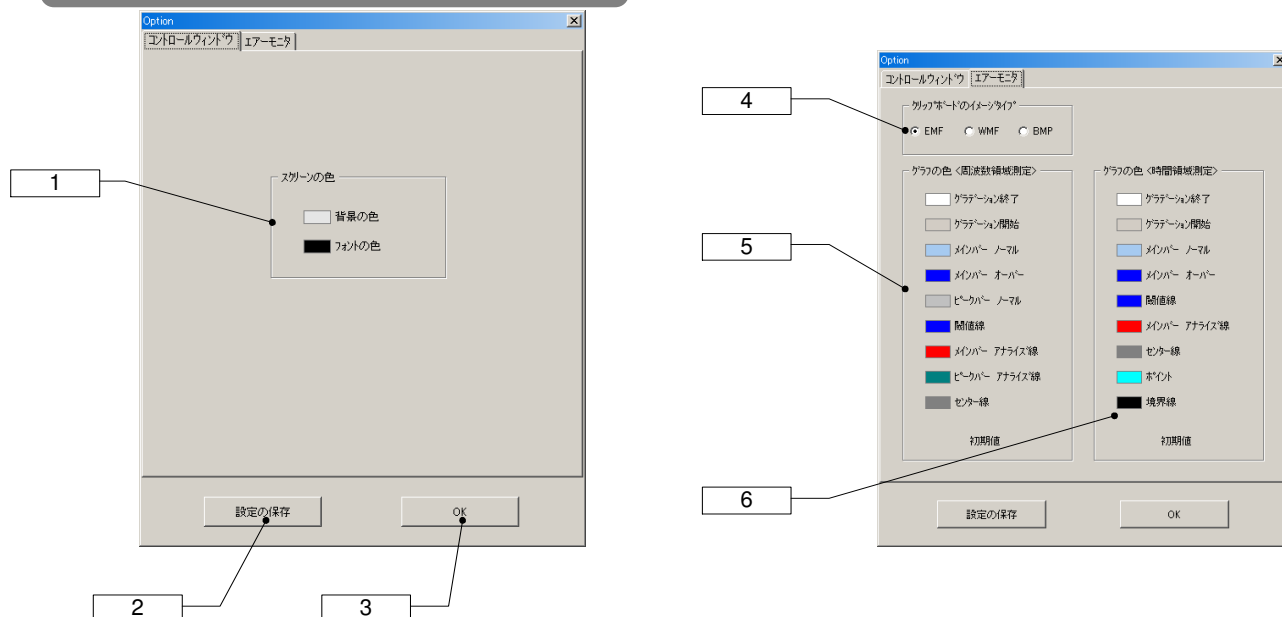 Option
コントロールウィンドウ エアーモニタ
1
スクリーンの色
背景の色
フォントの色
設定の保存 OK
2
3
Option
コントロールウィンドウ エアーモニタ
4
クリップボードのイメージタイプ
EMF WMF BMP
5
グラフの色 <周波数領域測定>
グラデーション終了
グラデーション開始
メインバー ノーマル
メインバー オーバー
ピークバー ノーマル
閾値線
メインバー アナライズ線
ピークバー アナライズ線
センター線
初期値
グラフの色 <時間領域測定>
グラデーション終了
グラデーション開始
メインバー ノーマル
メインバー オーバー
閾値線
メインバー アナライズ線
センター線
ポイント
境界線
初期値
6
設定の保存 OK